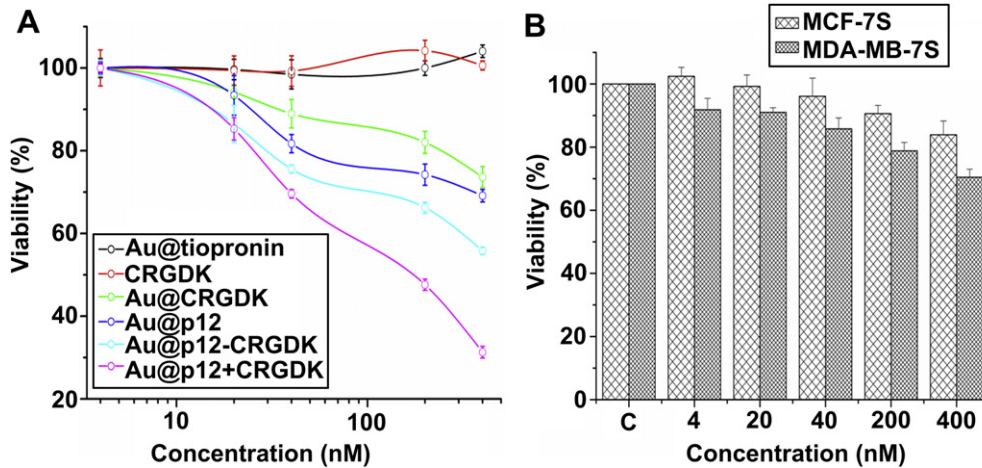 A
Viability (%)
100
80
60
40
20
Au@tiopronin
CRGDK
Au@CRGDK
Au@p12
Au@p12-CRGDK
Au@p12+CRGDK
10
100
Concentration (nM)
B
MCF-7S
MDA-MB-7S
Viability (%)
100
80
60
40
20
0
C
4
20
40
200
400
Concentration (nM)